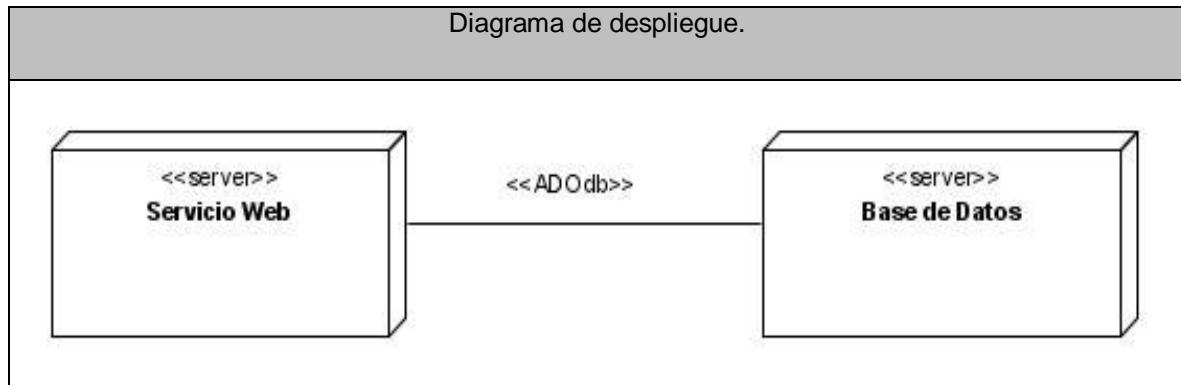 Diagrama de despliegue.
<<server>>
Servicio Web
<<ADOdb>>
<<server>>
Base de Datos